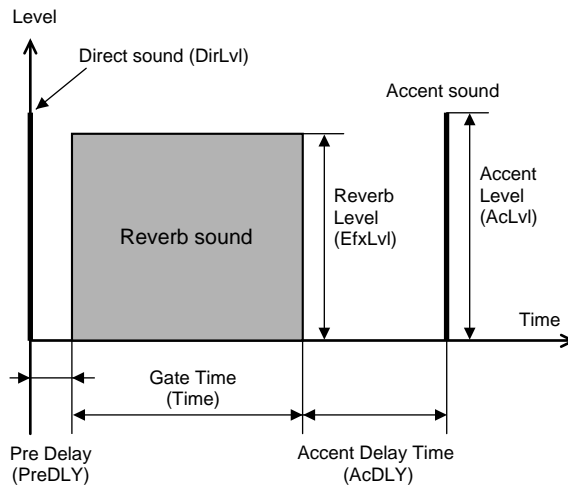 Level
Direct sound (DirLvl)
Accent sound
Reverb
Level
(EfxLvl)
Accent
Level
(AcLvl)
Reverb sound
Time
Gate Time
(Time)
Pre Delay
(PreDLY)
Accent Delay Time
(AcDLY)